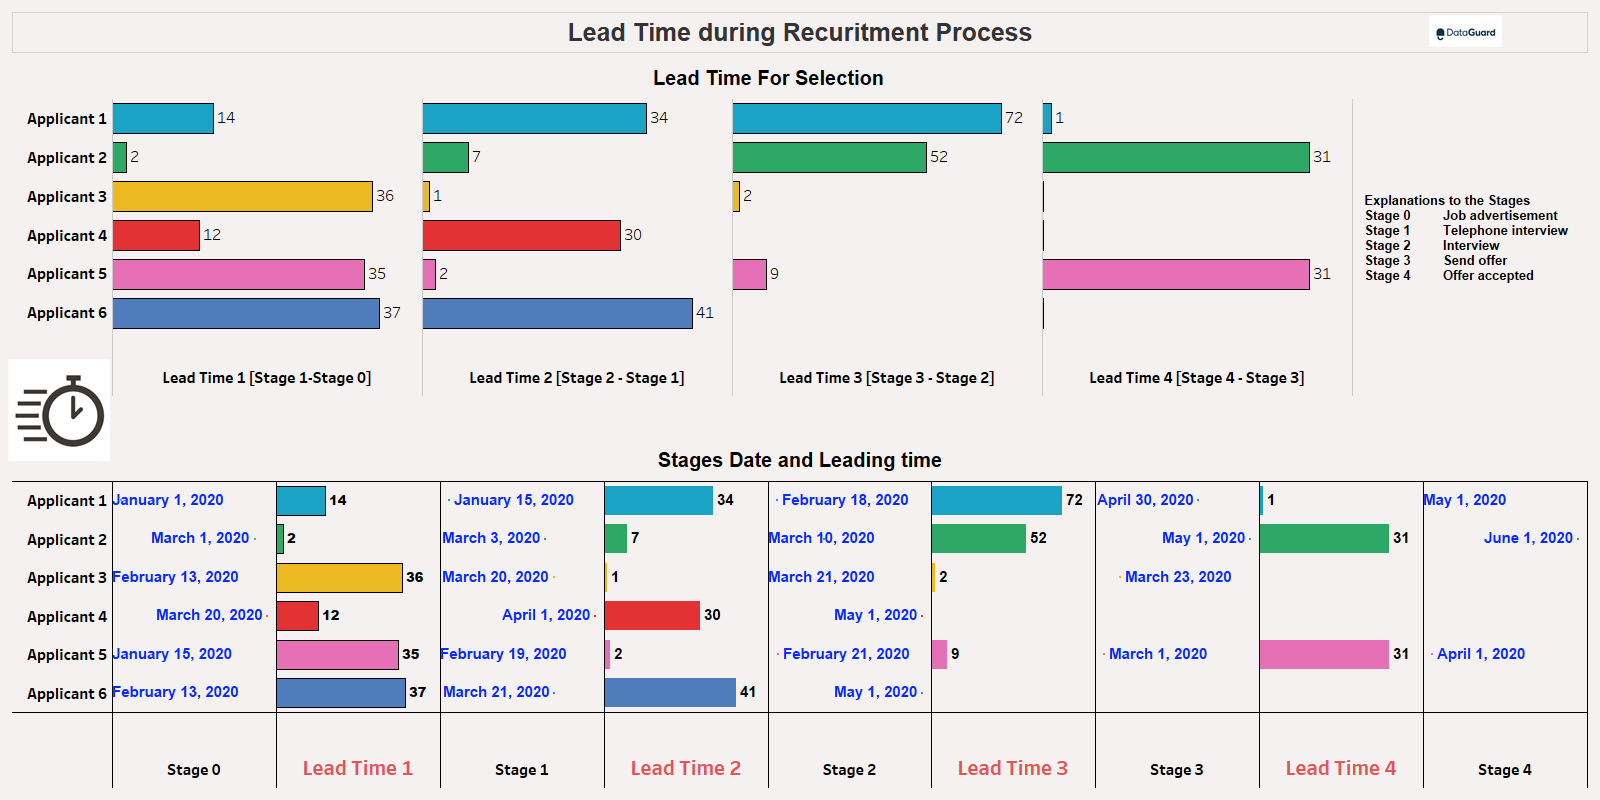 Lead Time during Recuritment Process
DataGuard
Lead Time For Selection
Applicant 1 14 34 72 1
Applicant 2 2 7 52 31
Applicant 3 36 1 2
Applicant 4 12 30
Applicant 5 35 2 9 31
Applicant 6 37 41
Lead Time 1 [Stage 1-Stage 0] Lead Time 2 [Stage 2 - Stage 1] Lead Time 3 [Stage 3 - Stage 2] Lead Time 4 [Stage 4 - Stage 3]
Explanations to the Stages
Stage 0 Job advertisement
Stage 1 Telephone interview
Stage 2 Interview
Stage 3 Send offer
Stage 4 Offer accepted
Stages Date and Leading time
Applicant 1 January 1, 2020 14 January 15, 2020 34 February 18, 2020 72 April 30, 2020 1 May 1, 2020
Applicant 2 March 1, 2020 2 March 3, 2020 7 March 10, 2020 52 May 1, 2020 31 June 1, 2020
Applicant 3 February 13, 2020 36 March 20, 2020 1 March 21, 2020 2 March 23, 2020
Applicant 4 March 20, 2020 12 April 1, 2020 30 May 1, 2020
Applicant 5 January 15, 2020 35 February 19, 2020 2 February 21, 2020 9 March 1, 2020 31 April 1, 2020
Applicant 6 February 13, 2020 37 March 21, 2020 41 May 1, 2020
Stage 0 Lead Time 1 Stage 1 Lead Time 2 Stage 2 Lead Time 3 Stage 3 Lead Time 4 Stage 4